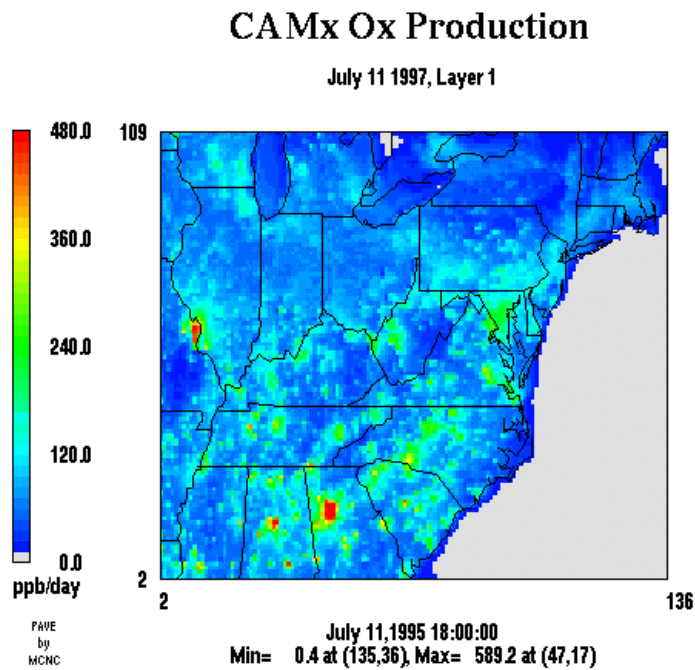 CAMx Ox Production
July 11 1997, Layer 1
480.0
360.0
240.0
120.0
0.0
ppb/day
109
2
2
136
PAVE
by
MCNC
July 11,1995 18:00:00
Min= 0.4 at (135,36), Max= 589.2 at (47,17)